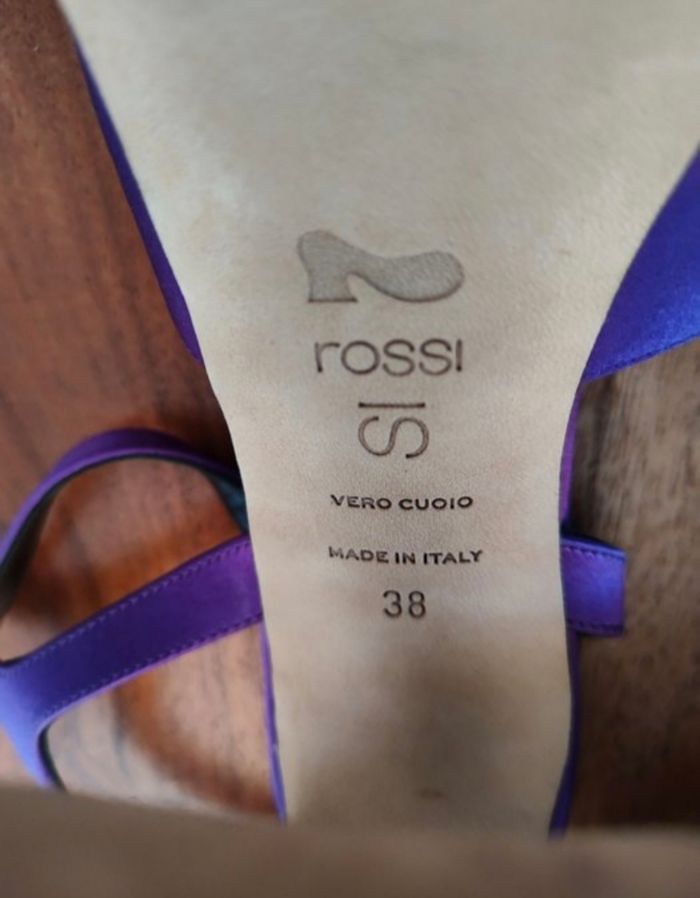 rossi
SI
VERO CUOIO
MADE IN ITALY
38